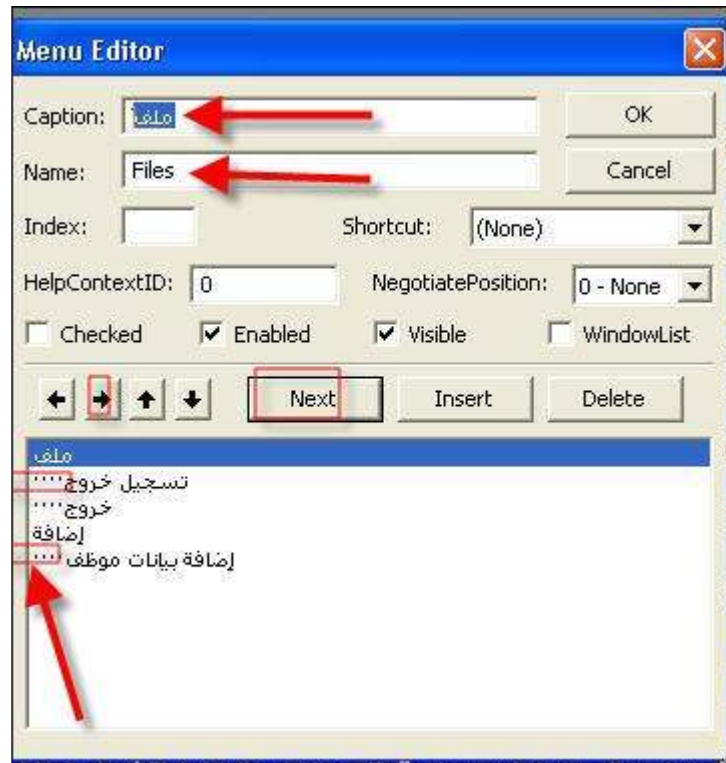 Menu Editor
Caption: ملف OK
Name: Files Cancel
Index: Shortcut: (None)
HelpContextID: 0 NegotiatePosition: 0 - None
Checked Enabled Visible WindowList
Next Insert Delete
ملف
تسجيل خروج····
خروج····
إضافة
إضافة بيانات موظف····